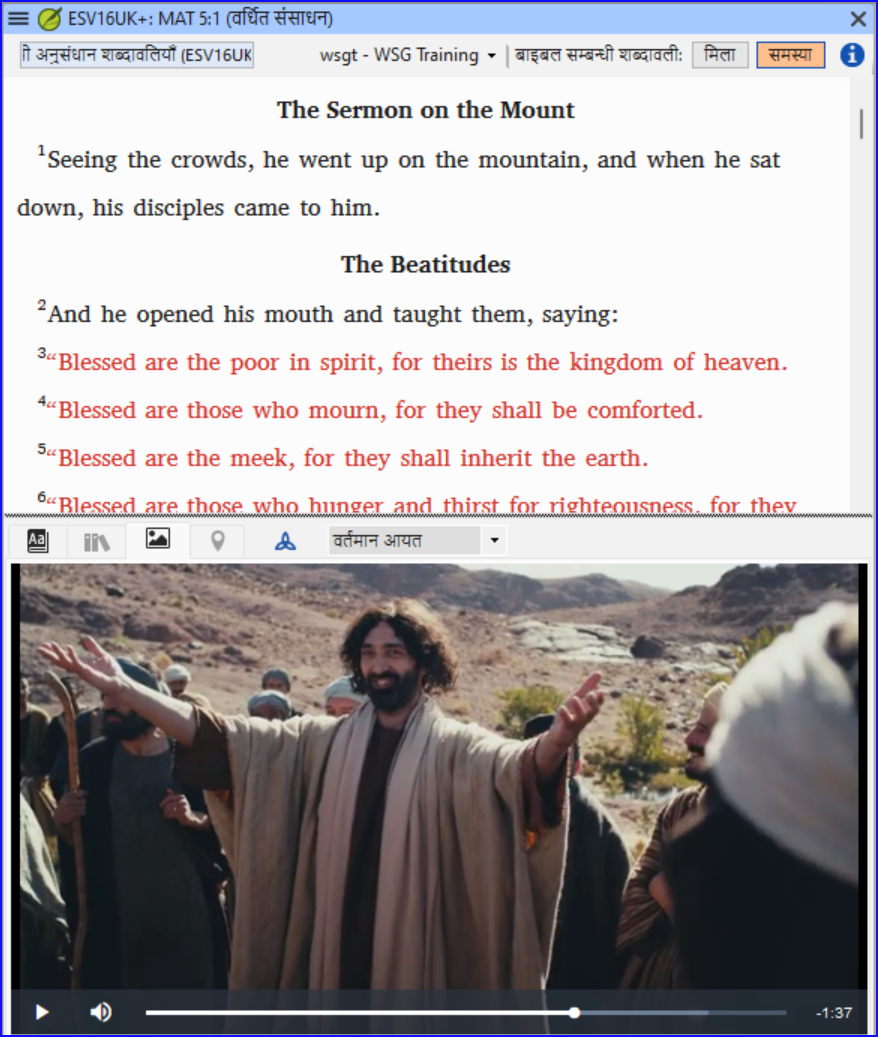 ESV16UK+: MAT 5:1 (वर्धित संसाधन)
ी अनुसंधान शब्दावलियाँ (ESV16UK
wsgt - WSG Training
बाइबल सम्बन्धी शब्दावली:
मिला
समस्या
The Sermon on the Mount
1Seeing the crowds, he went up on the mountain, and when he sat
down, his disciples came to him.
The Beatitudes
2And he opened his mouth and taught them, saying:
3“Blessed are the poor in spirit, for theirs is the kingdom of heaven.
4“Blessed are those who mourn, for they shall be comforted.
5“Blessed are the meek, for they shall inherit the earth.
6“Blessed are those who hunger and thirst for righteousness, for they
Aa
वर्तमान आयत
-1:37